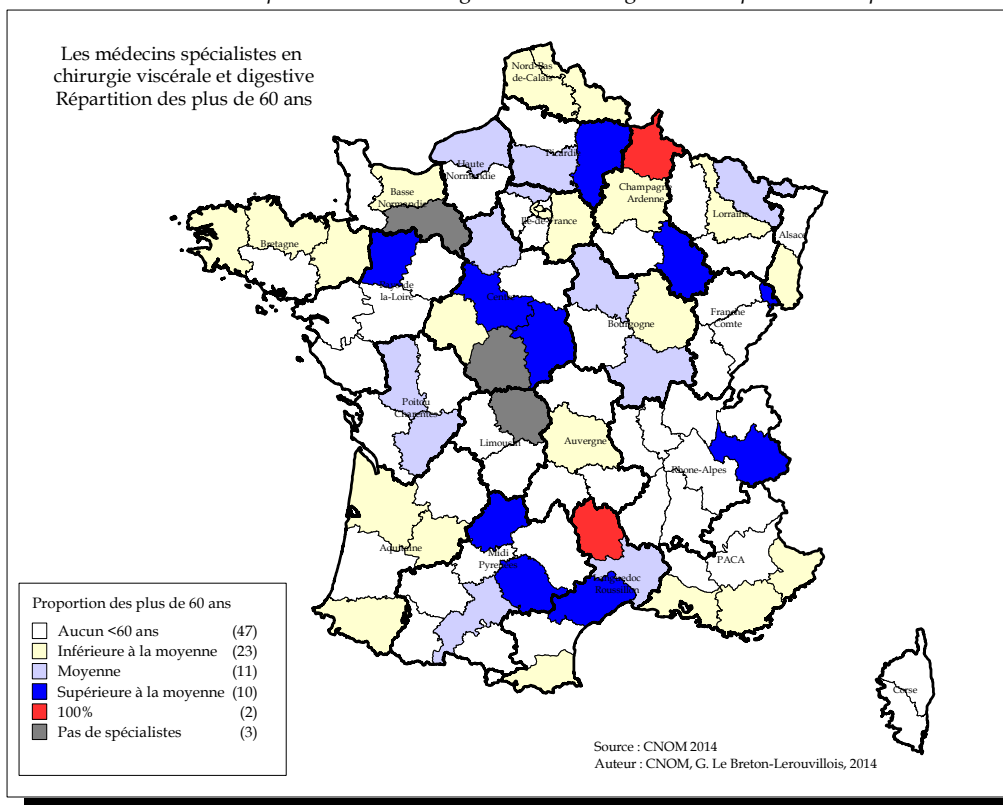 Les médecins spécialistes en
chirurgie viscérale et digestive
Répartition des plus de 60 ans
Nord-Pas
de-Calais
Picardie
Haute
Normandie
Basse
Normandie
Champagne
Ardenne
Lorraine
Alsace
Ile-de-France
Bretagne
de-la-Loire
Centre
Bourgogne
Franche
Comte
Poitou
Charentes
Limousin
Auvergne
Rhone-Alpes
Aquitaine
Midi
Pyrenees
Languedoc
Roussillon
PACA
Corse
Proportion des plus de 60 ans
Aucun <60 ans (47)
Inférieure à la moyenne (23)
Moyenne (11)
Supérieure à la moyenne (10)
100% (2)
Pas de spécialistes (3)
Source : CNOM 2014
Auteur : CNOM, G. Le Breton-Lerouvillois, 2014